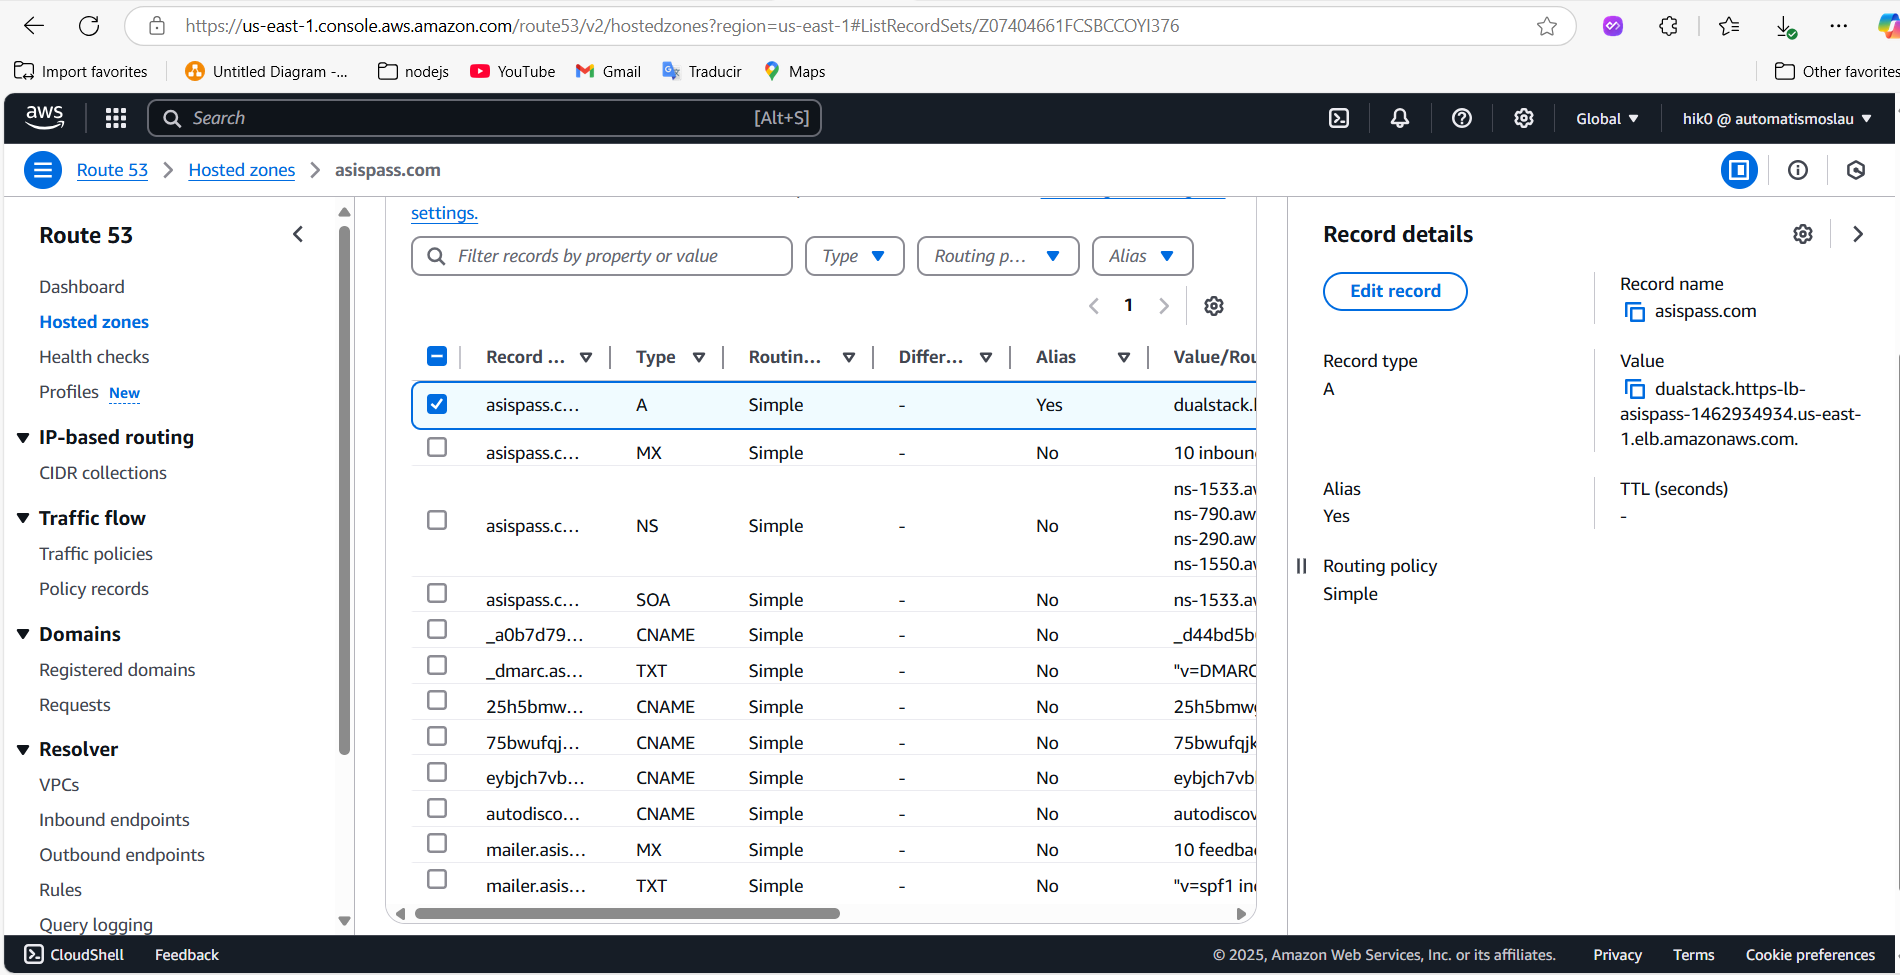 https://us-east-1.console.aws.amazon.com/route53/v2/hostedzones?region=us-east-1#ListRecordSets/Z07404661FCSBCCOYI376
Import favorites
Untitled Diagram -...
nodejs
YouTube
Gmail
Traducir
Maps
Other favorites
aws
Search
[Alt+S]
Global
hik0 @ automatismoslau
Route 53
Hosted zones
asispass.com
Route 53
Dashboard
Hosted zones
Health checks
Profiles New
IP-based routing
CIDR collections
Traffic flow
Traffic policies
Policy records
Domains
Registered domains
Requests
Resolver
VPCs
Inbound endpoints
Outbound endpoints
Rules
Query logging
settings.
Filter records by property or value
Type
Routing p...
Alias
1
Record ... Type Routin... Differ... Alias Value/Rou
asispass.c... A Simple - Yes dualstack.h
asispass.c... MX Simple - No 10 inboun
asispass.c... NS Simple - No
ns-1533.aw
ns-790.aw
ns-290.aw
ns-1550.aw
asispass.c... SOA Simple - No ns-1533.aw
_a0b7d79... CNAME Simple - No _d44bd5b
_dmarc.as... TXT Simple - No "v=DMARC
25h5bmw... CNAME Simple - No 25h5bmw
75bwufqj... CNAME Simple - No 75bwufqjk
eybjch7vb... CNAME Simple - No eybjch7vb
autodisco... CNAME Simple - No autodiscov
mailer.asis... MX Simple - No 10 feedba
mailer.asis... TXT Simple - No "v=spf1 in
Record details
Edit record
Record name
asispass.com
Record type
A
Value
dualstack.https-lb-
asispass-1462934934.us-east-
1.elb.amazonaws.com.
Alias
Yes
TTL (seconds)
-
Routing policy
Simple
CloudShell
Feedback
© 2025, Amazon Web Services, Inc. or its affiliates.
Privacy
Terms
Cookie preferences